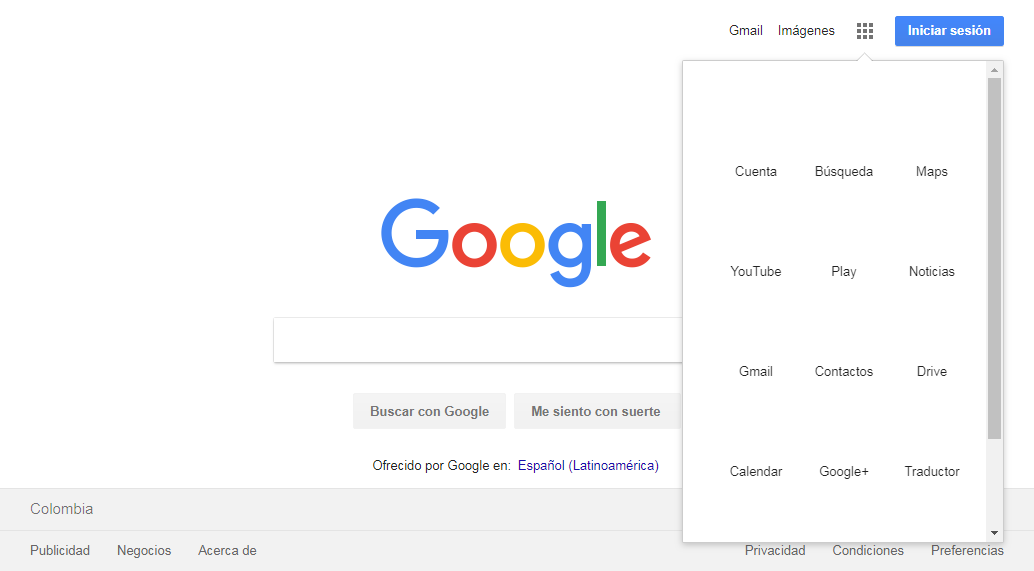 Gmail Imágenes Iniciar sesión
Cuenta Búsqueda Maps
YouTube Play Noticias
Gmail Contactos Drive
Calendar Google+ Traductor
Google
Buscar con Google Me siento con suerte
Ofrecido por Google en: Español (Latinoamérica)
Colombia
Publicidad Negocios Acerca de Privacidad Condiciones Preferencias